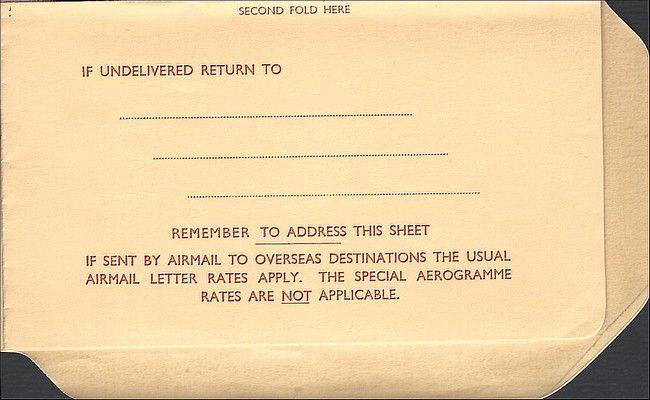 SECOND FOLD HERE
IF UNDELIVERED RETURN TO
REMEMBER TO ADDRESS THIS SHEET
IF SENT BY AIRMAIL TO OVERSEAS DESTINATIONS THE USUAL
AIRMAIL LETTER RATES APPLY. THE SPECIAL AEROGRAMME
RATES ARE NOT APPLICABLE.